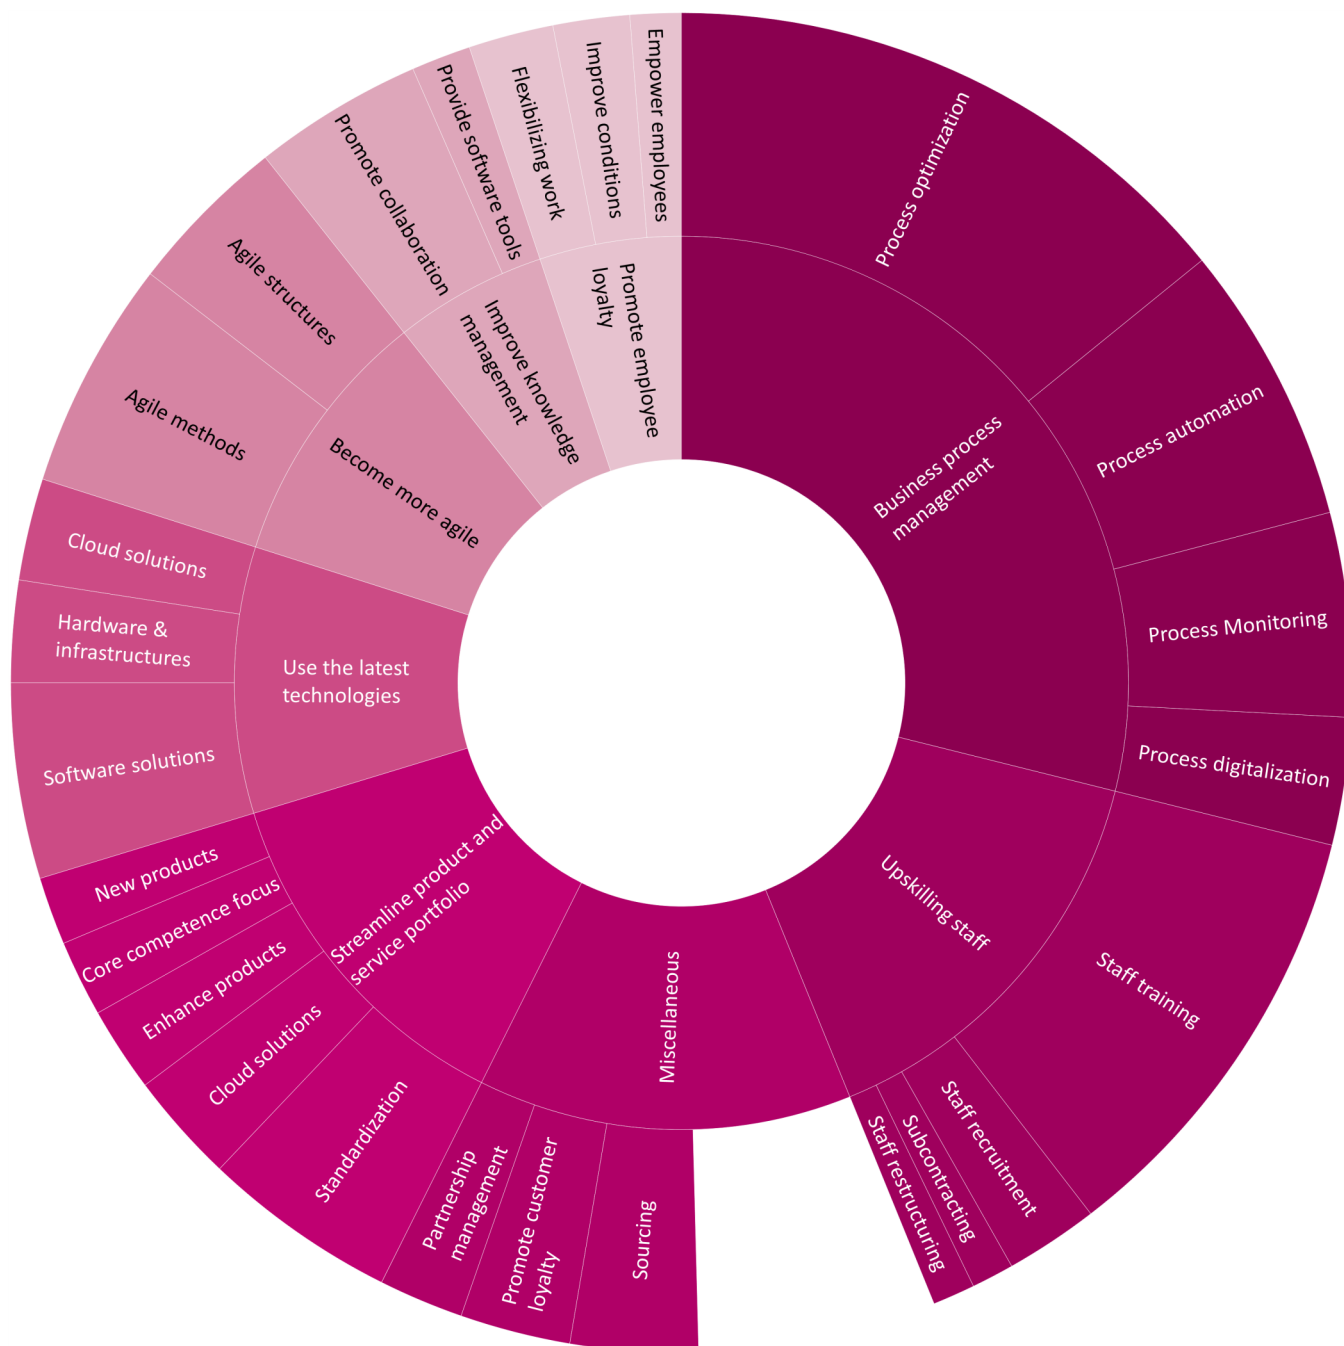 Process optimization
Process automation
Process Monitoring
Process digitalization
Business process
management
Staff training
Staff recruitment
Subcontracting
Staff restructuring
Upskilling staff
Sourcing
Promote customer
loyalty
Partnership
management
Miscellaneous
Standardization
Cloud solutions
Enhance products
Core competence focus
New products
Streamline product and
service portfolio
Software solutions
Hardware &
infrastructures
Cloud solutions
Use the latest
technologies
Agile methods
Agile structures
Become more agile
Promote collaboration
Provide software tools
Improve knowledge
management
Flexibilizing work
Improve conditions
Empower employees
Promote employee
loyalty